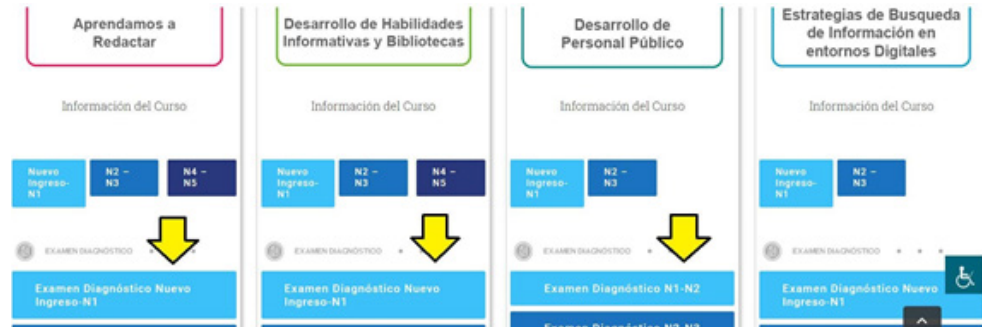 Aprendamos a
Redactar
Información del Curso
Nuevo
Ingreso-
N1
N2 –
N3
N4 –
N5
EXAMEN DIAGNÓSTICO
Examen Diagnóstico Nuevo
Ingreso-N1
Desarrollo de Habilidades
Informativas y Bibliotecas
Información del Curso
Nuevo
Ingreso-
N1
N2 –
N3
N4 –
N5
EXAMEN DIAGNÓSTICO
Examen Diagnóstico Nuevo
Ingreso-N1
Desarrollo de
Personal Público
Información del Curso
Nuevo
Ingreso-
N1
N2 –
N3
EXAMEN DIAGNÓSTICO
Examen Diagnóstico N1-N2
Examen Diagnóstico N2-N3
Estrategias de Busqueda
de Información en
entornos Digitales
Información del Curso
Nuevo
Ingreso-
N1
N2 –
N3
EXAMEN DIAGNÓSTICO
Examen Diagnóstico Nuevo
Ingreso-N1